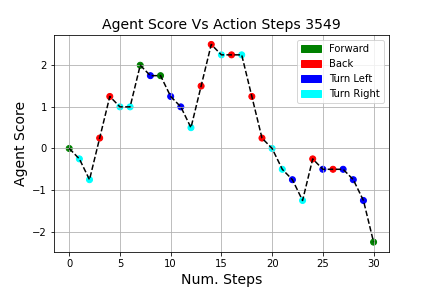 Agent Score Vs Action Steps 3549
Forward
Back
Turn Left
Turn Right
Agent Score
2
1
0
−1
−2
0 5 10 15 20 25 30
Num. Steps